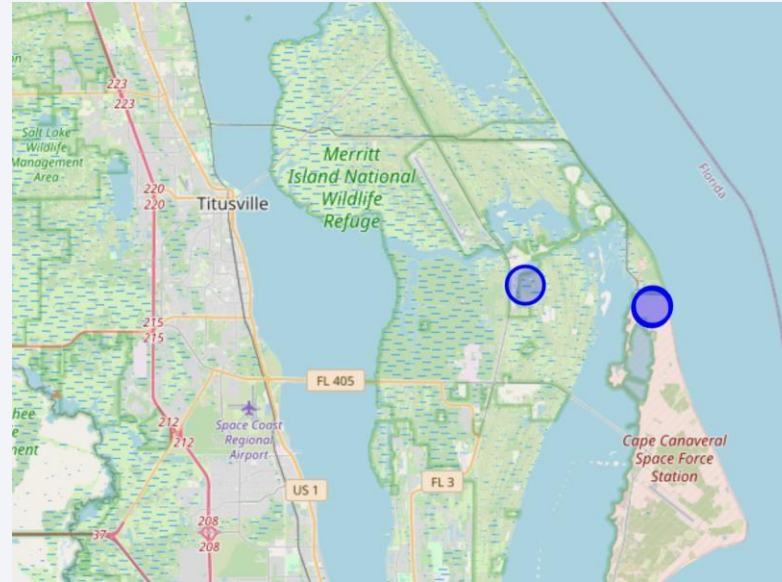 on
223
223
Salt Lake
Wildlife
Management
Area
Merritt
Island National
Wildlife
Refuge
Florida
220
220
Titusville
215
215
FL 405
212
212
Space Coast
Regional
Airport
hee
e
ment
Cape Canaveral
Space Force
Station
US 1
FL 3
208
208
37